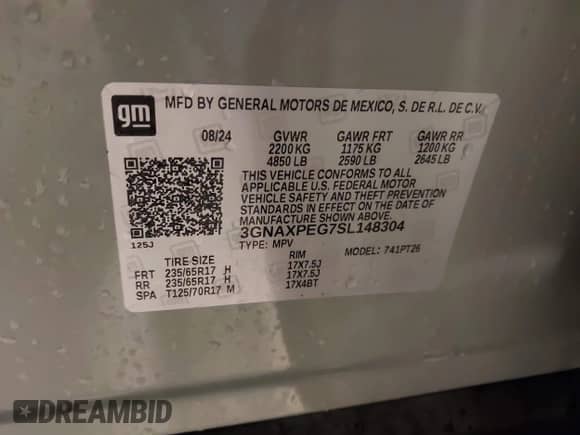 gm
MFD BY GENERAL MOTORS DE MEXICO, S. DE R.L. DE C.V.
08/24 GVWR GAWR FRT GAWR RR
2200 KG 1175 KG 1200 KG
4850 LB 2590 LB 2645 LB
THIS VEHICLE CONFORMS TO ALL
APPLICABLE U.S. FEDERAL MOTOR
VEHICLE SAFETY AND THEFT PREVENTION
STANDARDS IN EFFECT ON THE DATE OF
MANUFACTURE SHOWN ABOVE.
3GNAXPEG7SL148304
125J TYPE: MPV MODEL: 741PT26
TIRE SIZE RIM
FRT 235/65R17 H 17X7.5J
RR 235/65R17 H 17X7.5J
SPA T125/70R17 M 17X4BT
DREAMBID